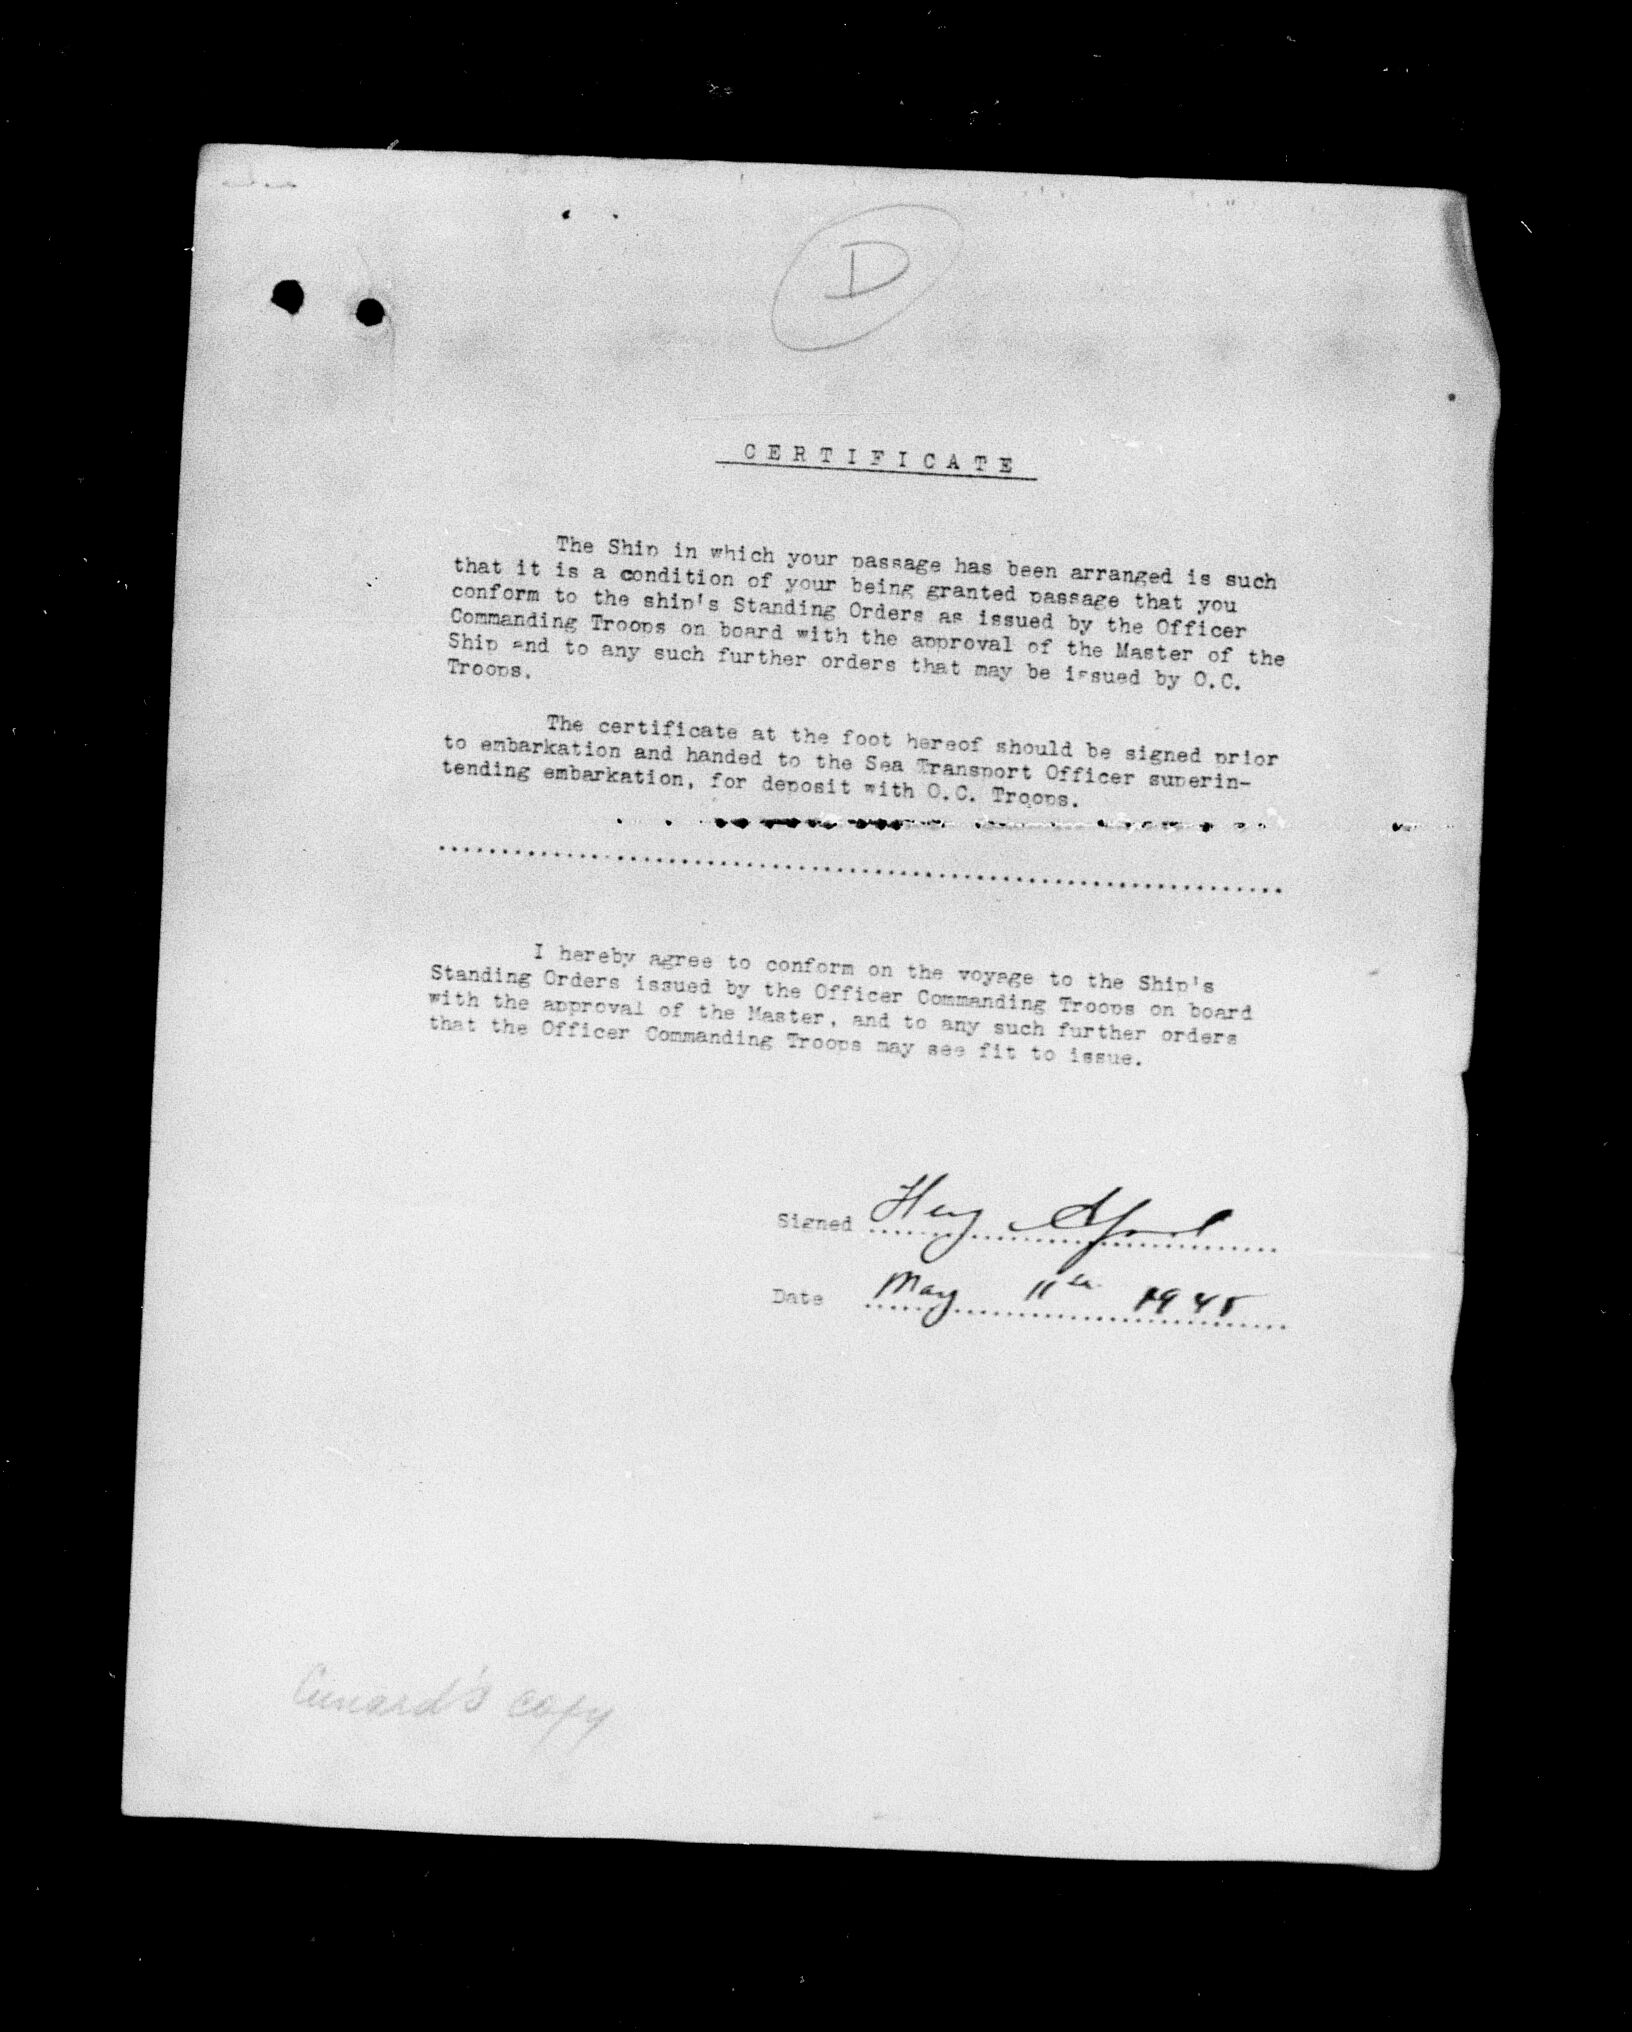 D
CERTIFICATE
The Ship in which your passage has been arranged is such
that it is a condition of your being granted passage that you
conform to the ship's Standing Orders as issued by the Officer
Commanding Troops on board with the approval of the Master of the
Ship and to any such further orders that may be issued by O.C.
Troops.
The certificate at the foot hereof should be signed prior
to embarkation and handed to the Sea Transport Officer superin-
tending embarkation, for deposit with O.C. Troops.
I hereby agree to conform on the voyage to the Ship's
Standing Orders issued by the Officer Commanding Troops on board
with the approval of the Master, and to any such further orders
that the Officer Commanding Troops may see fit to issue.
Signed
Date May 11th 1945
Cunard's copy